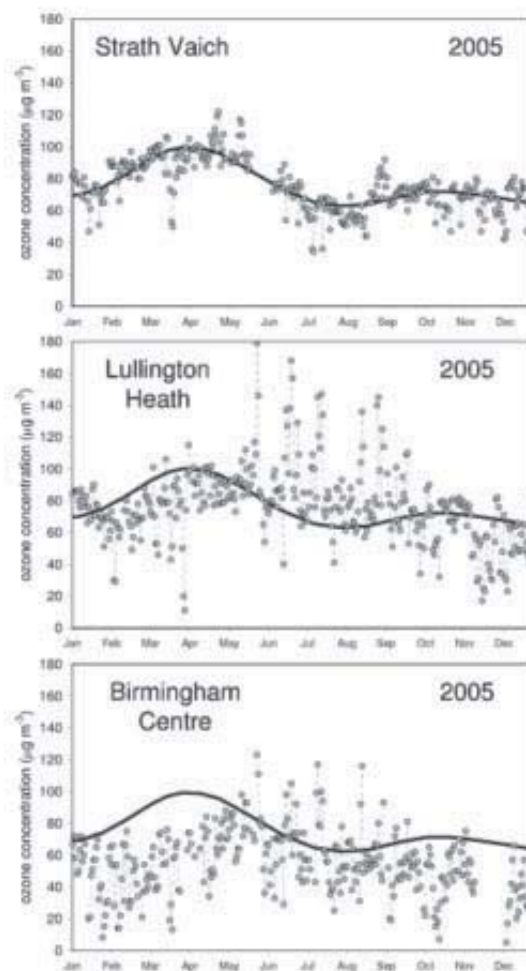 180
Strath Vaich 2005
160
140
120
100
80
60
40
20
0
ozone concentration (µg m⁻³)
Jan Feb Mar Apr May Jun Jul Aug Sep Oct Nov Dec
180
Lullington 2005
Heath
160
140
120
100
80
60
40
20
0
ozone concentration (µg m⁻³)
Jan Feb Mar Apr May Jun Jul Aug Sep Oct Nov Dec
180
Birmingham 2005
Centre
160
140
120
100
80
60
40
20
0
ozone concentration (µg m⁻³)
Jan Feb Mar Apr May Jun Jul Aug Sep Oct Nov Dec